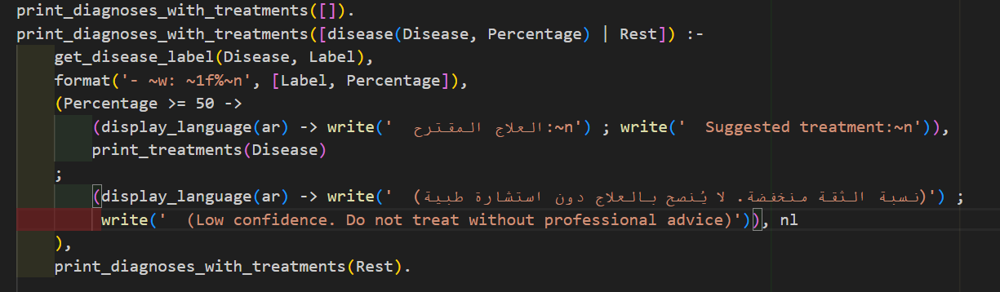 print_diagnoses_with_treatments([]).
print_diagnoses_with_treatments([disease(Disease, Percentage) | Rest]) :-
    get_disease_label(Disease, Label),
    format('- ~w: ~1f%~n', [Label, Percentage]),
    (Percentage >= 50 ->
        (display_language(ar) -> write('  العلاج المقترح:~n') ; write('  Suggested treatment:~n')),
        print_treatments(Disease)
    ;
        (display_language(ar) -> write('  (نسبة الثقة منخفضة. لا يُنصح بالعلاج دون استشارة طبية)') ;
         write('  (Low confidence. Do not treat without professional advice)')), nl
    ),
    print_diagnoses_with_treatments(Rest).